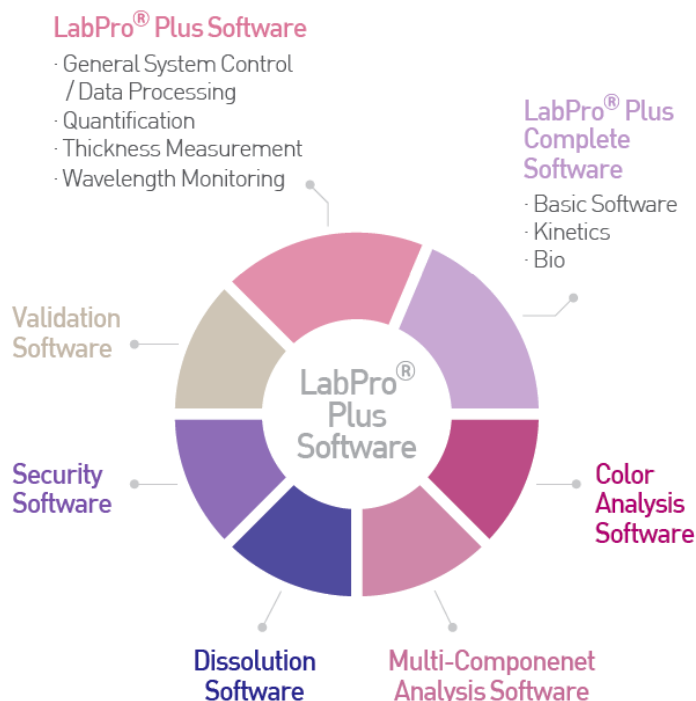 LabPro® Plus Software
· General System Control
/ Data Processing
· Quantification
· Thickness Measurement
· Wavelength Monitoring
LabPro® Plus
Complete
Software
· Basic Software
· Kinetics
· Bio
Validation
Software
LabPro®
Plus
Software
Security
Software
Color
Analysis
Software
Dissolution
Software
Multi-Componenet
Analysis Software